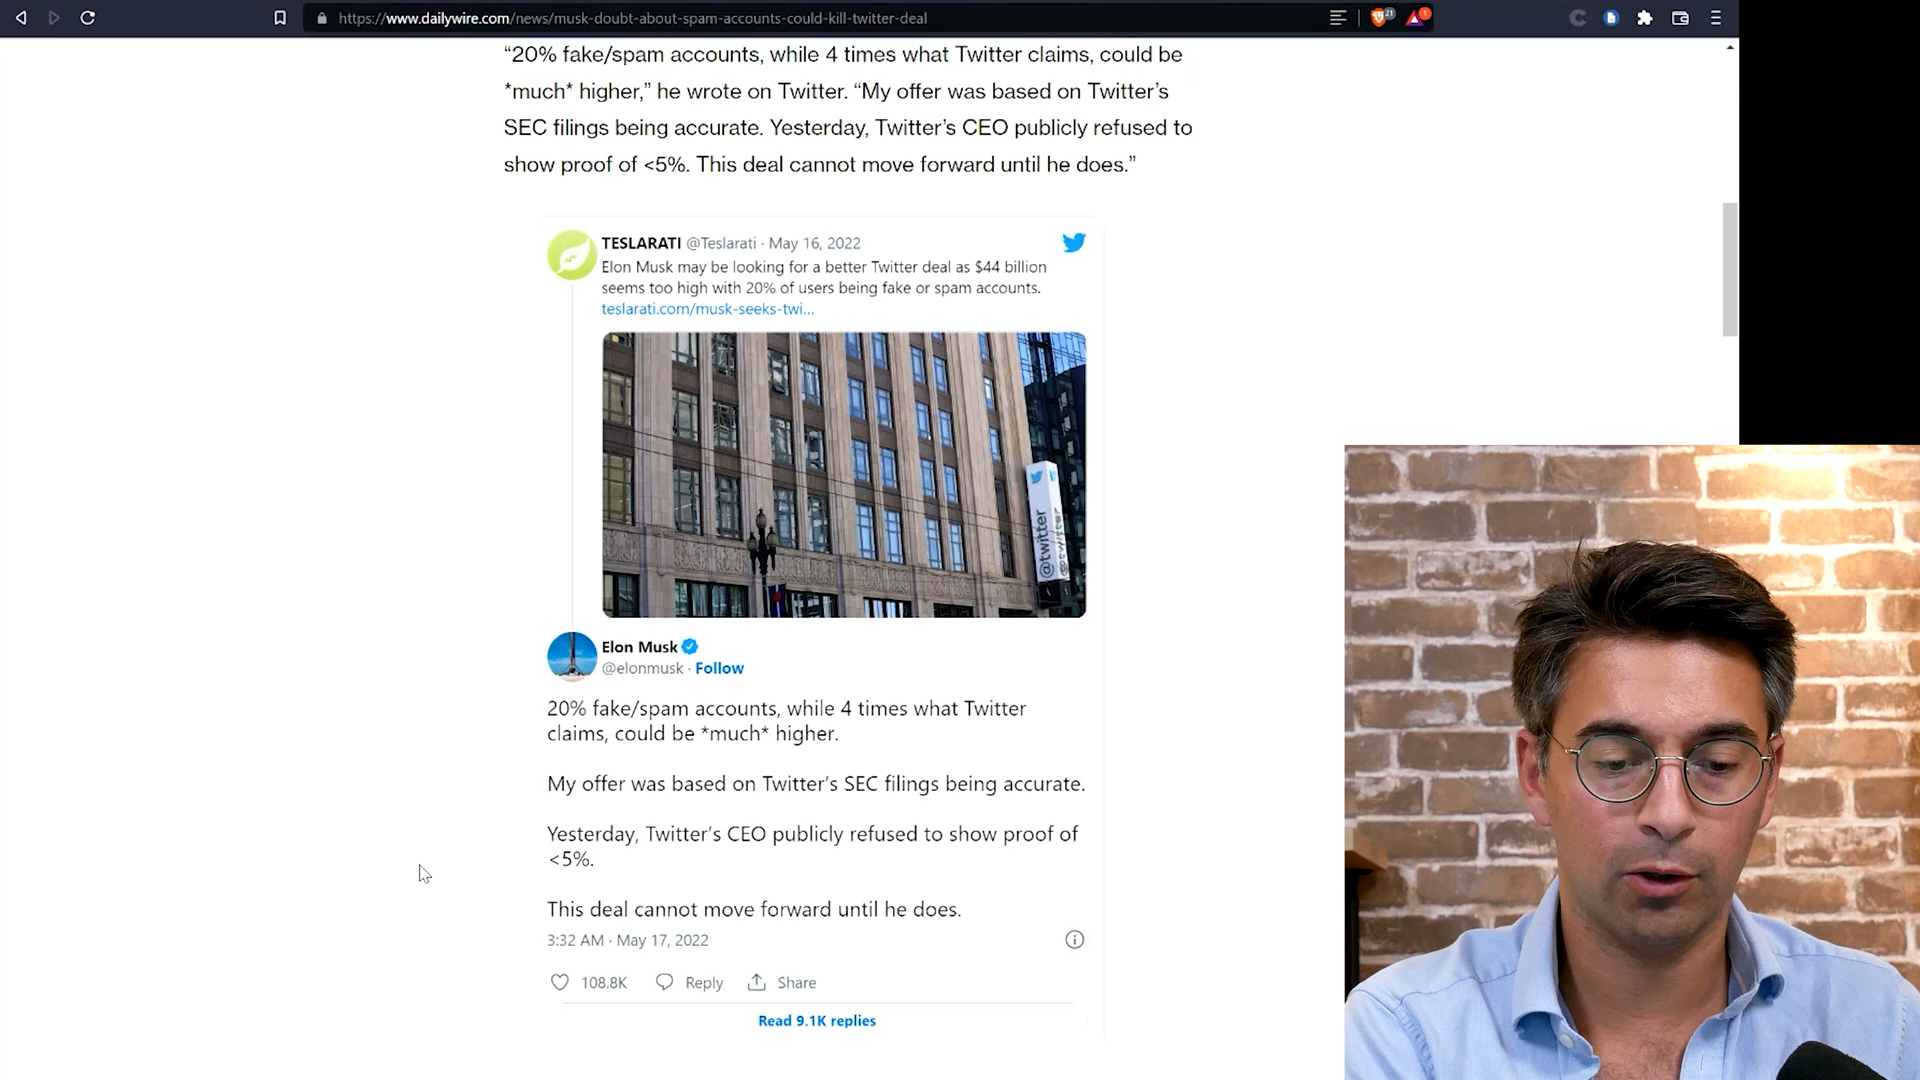 https://www.dailywire.com/news/musk-doubt-about-spam-accounts-could-kill-twitter-deal
21
1
“20% fake/spam accounts, while 4 times what Twitter claims, could be
*much* higher,” he wrote on Twitter. “My offer was based on Twitter’s
SEC filings being accurate. Yesterday, Twitter’s CEO publicly refused to
show proof of <5%. This deal cannot move forward until he does.”
TESLARATI @Teslarati · May 16, 2022
Elon Musk may be looking for a better Twitter deal as $44 billion
seems too high with 20% of users being fake or spam accounts.
teslarati.com/musk-seeks-twi...
@twitter
@twitter
Elon Musk
@elonmusk · Follow
20% fake/spam accounts, while 4 times what Twitter
claims, could be *much* higher.
My offer was based on Twitter’s SEC filings being accurate.
Yesterday, Twitter’s CEO publicly refused to show proof of
<5%.
This deal cannot move forward until he does.
3:32 AM · May 17, 2022
108.8K Reply Share
Read 9.1K replies